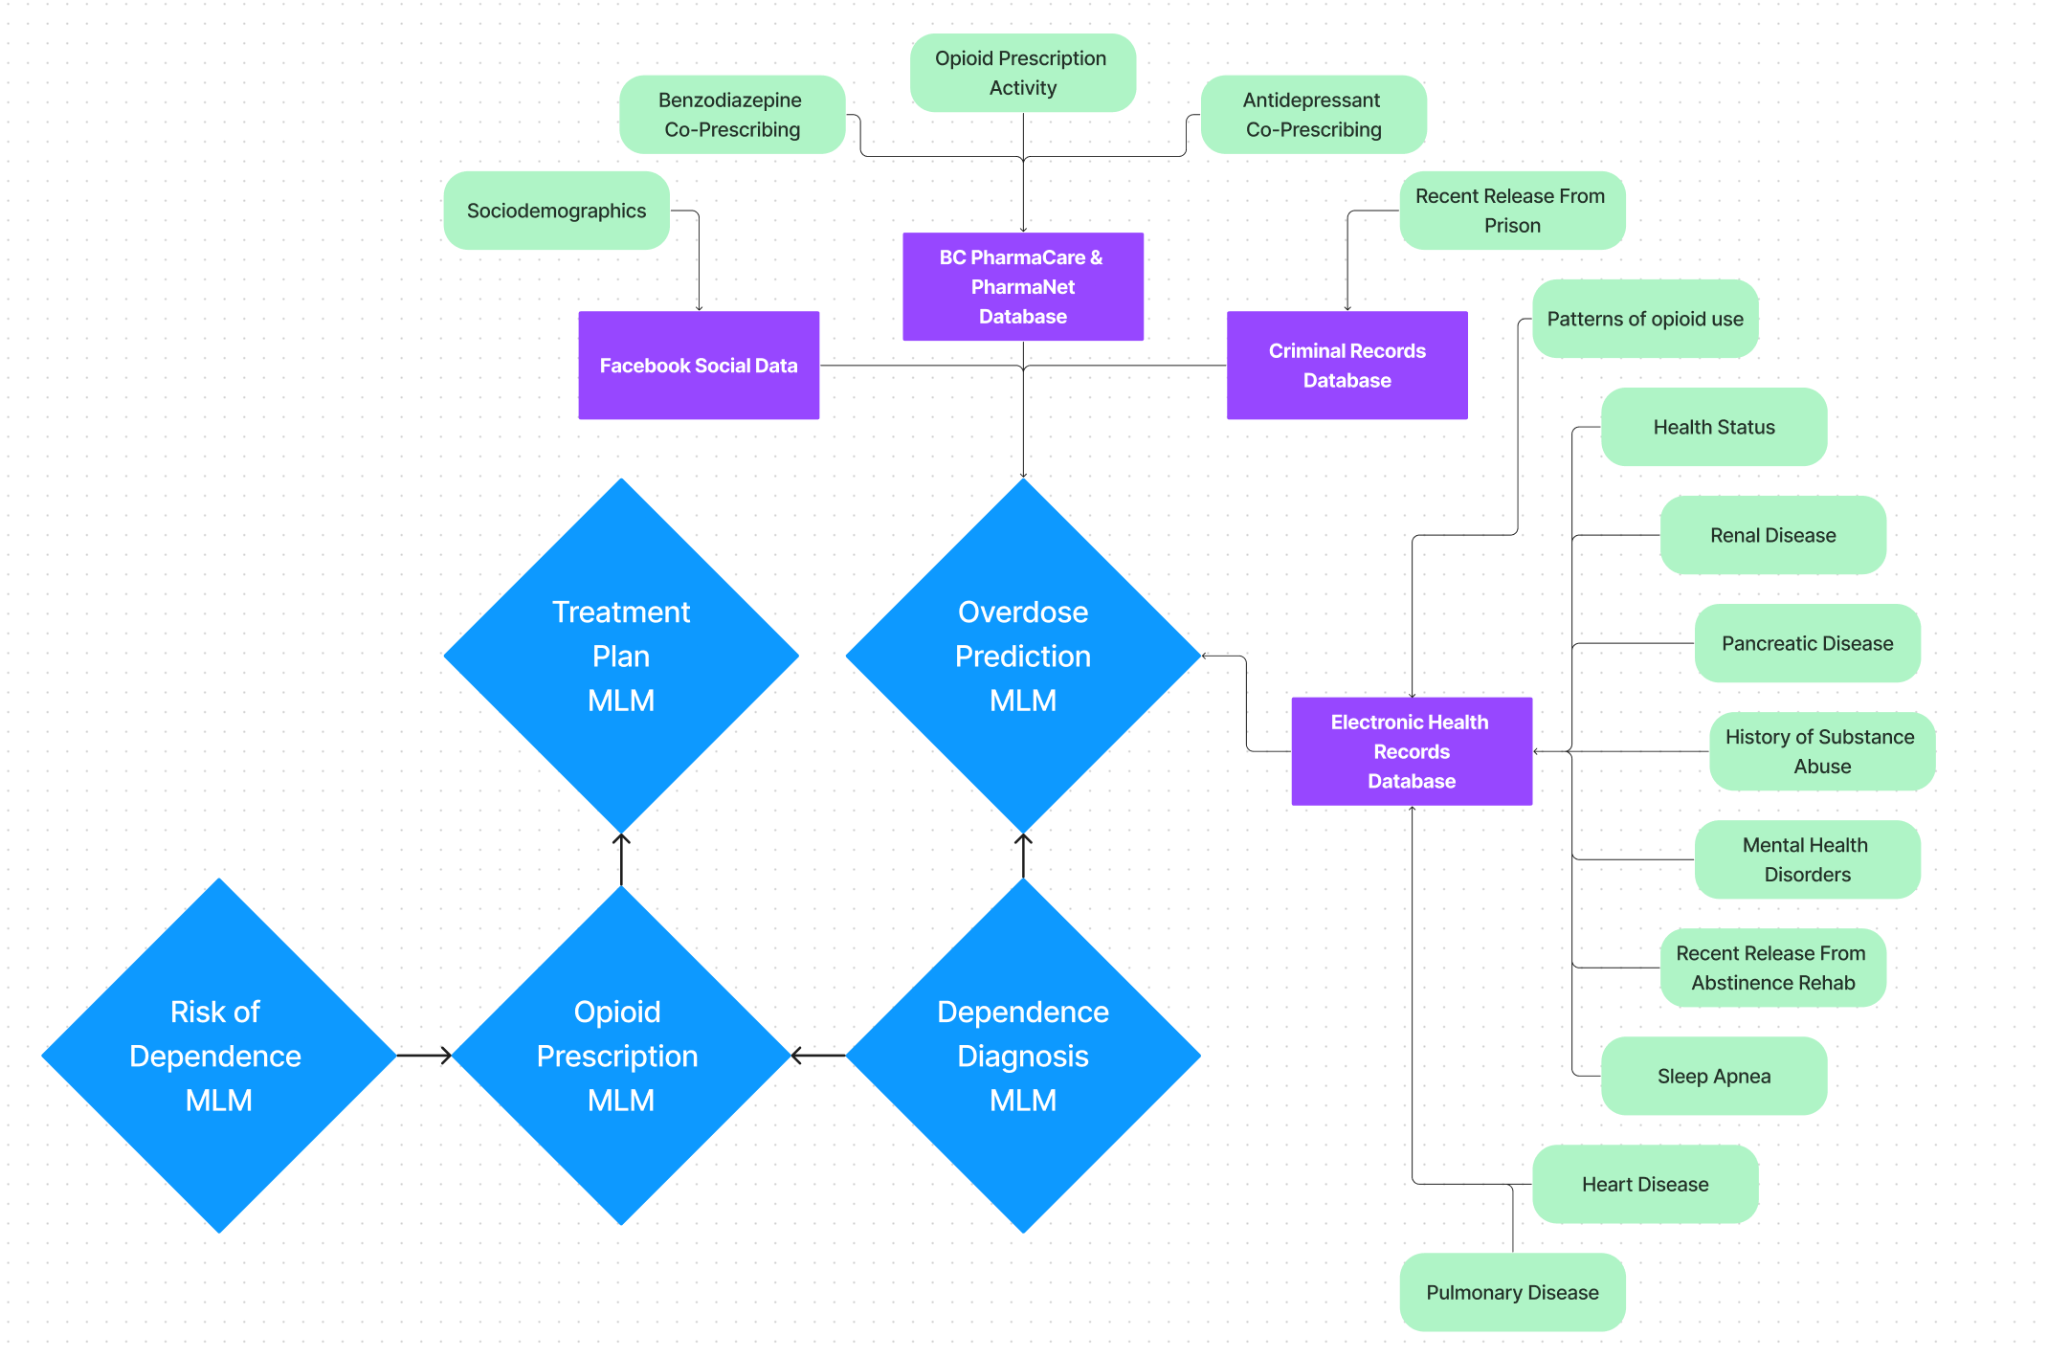 Opioid Prescription
Activity
Benzodiazepine
Co-Prescribing
Antidepressant
Co-Prescribing
Sociodemographics
Recent Release From
Prison
BC PharmaCare &
PharmaNet
Database
Patterns of opioid use
Facebook Social Data
Criminal Records
Database
Health Status
Renal Disease
Treatment
Plan
MLM
Overdose
Prediction
MLM
Pancreatic Disease
Electronic Health
Records
Database
History of Substance
Abuse
Mental Health
Disorders
Recent Release From
Abstinence Rehab
Risk of
Dependence
MLM
Opioid
Prescription
MLM
Dependence
Diagnosis
MLM
Sleep Apnea
Heart Disease
Pulmonary Disease